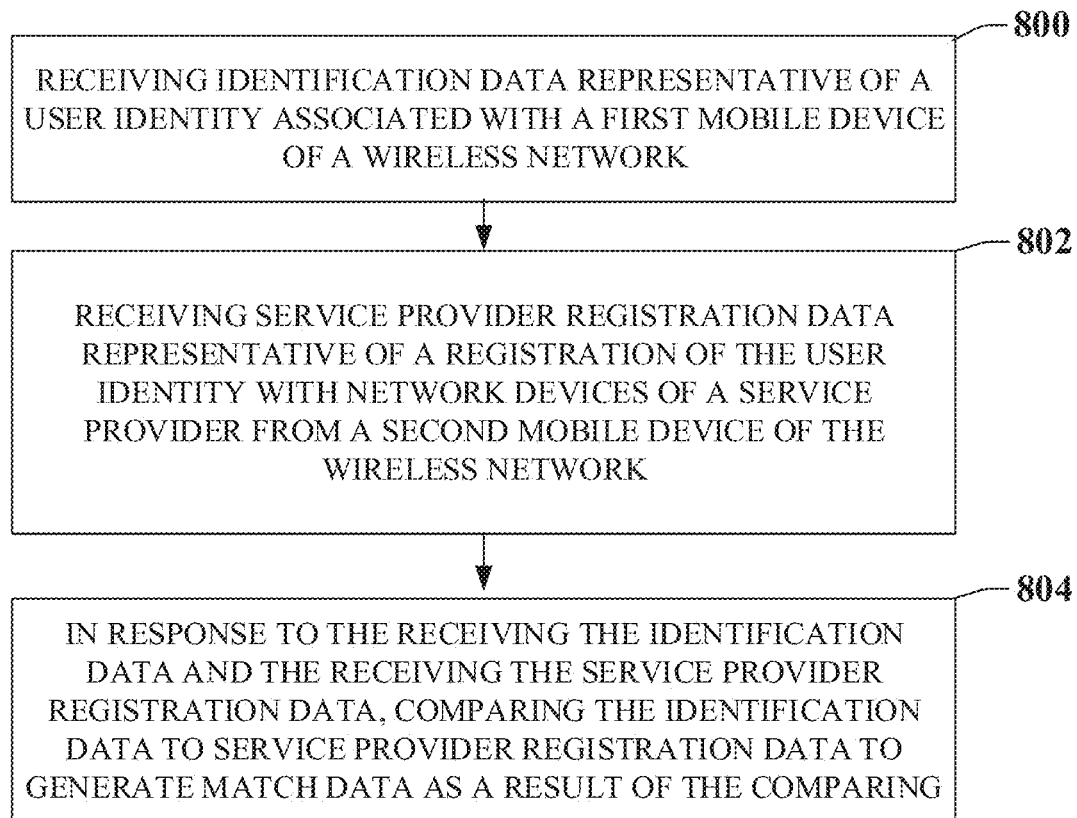 800
RECEIVING IDENTIFICATION DATA REPRESENTATIVE OF A
USER IDENTITY ASSOCIATED WITH A FIRST MOBILE DEVICE
OF A WIRELESS NETWORK
802
RECEIVING SERVICE PROVIDER REGISTRATION DATA
REPRESENTATIVE OF A REGISTRATION OF THE USER
IDENTITY WITH NETWORK DEVICES OF A SERVICE
PROVIDER FROM A SECOND MOBILE DEVICE OF THE
WIRELESS NETWORK
804
IN RESPONSE TO THE RECEIVING THE IDENTIFICATION
DATA AND THE RECEIVING THE SERVICE PROVIDER
REGISTRATION DATA, COMPARING THE IDENTIFICATION
DATA TO SERVICE PROVIDER REGISTRATION DATA TO
GENERATE MATCH DATA AS A RESULT OF THE COMPARING